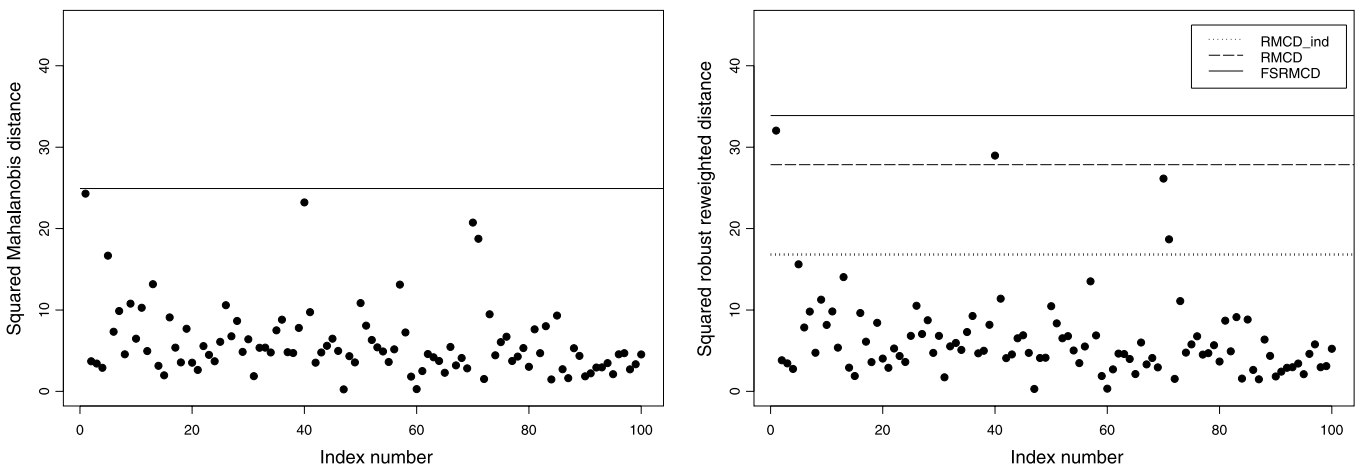 Squared Mahalanobis distance
40
30
20
10
0
0 20 40 60 80 100
Index number
Squared robust reweighted distance
40
30
20
10
0
RMCD_ind
RMCD
FSRMCD
0 20 40 60 80 100
Index number